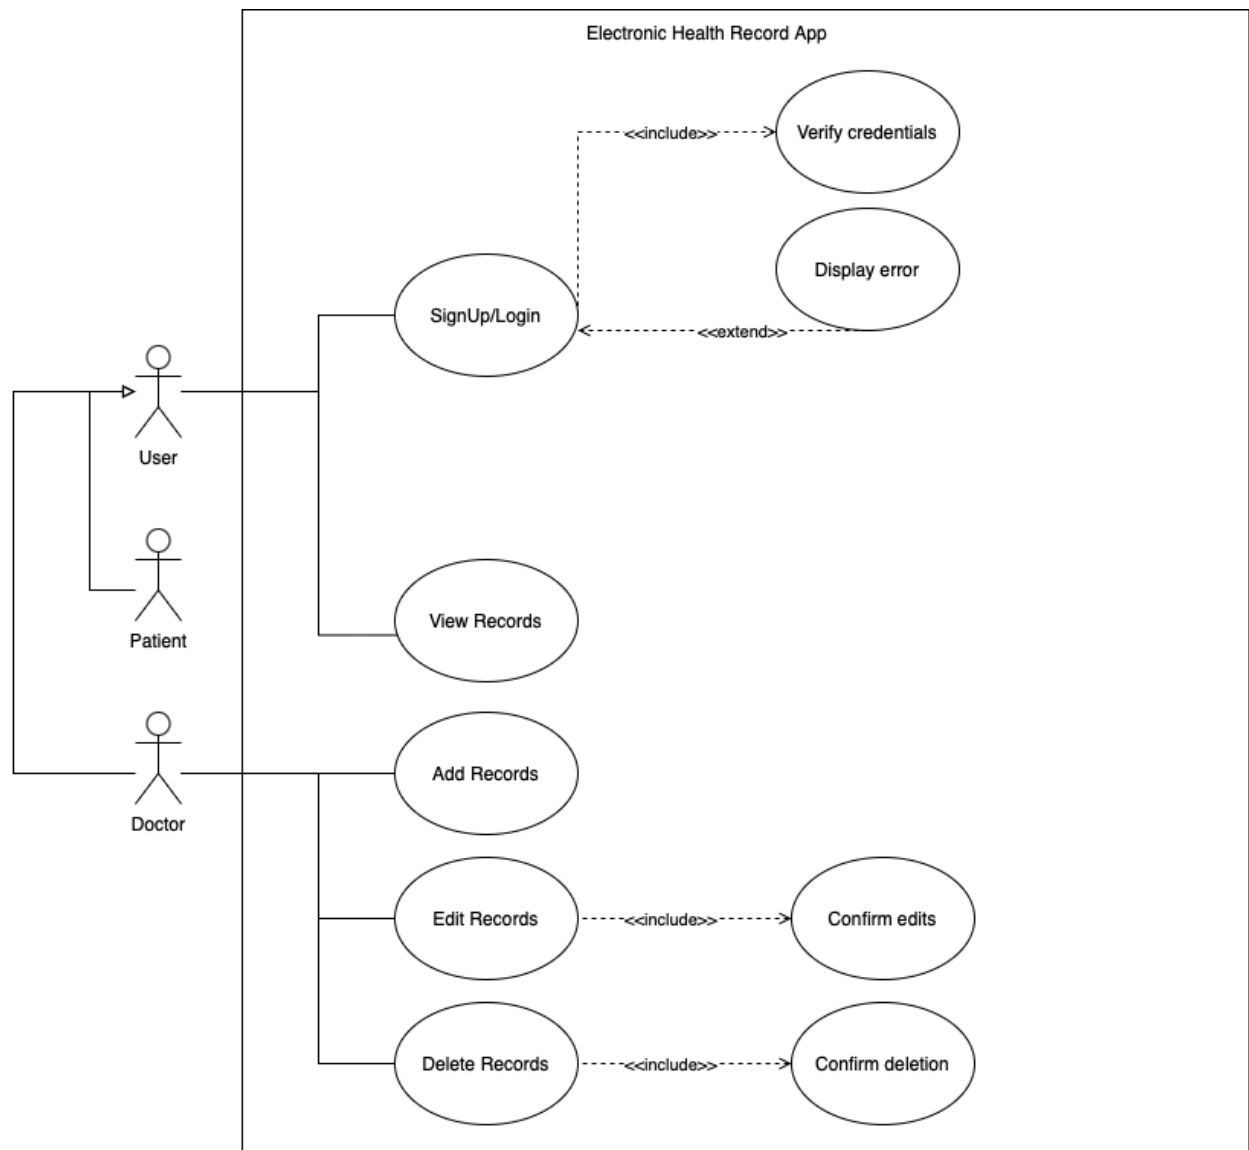 Electronic Health Record App
<<include>>
Verify credentials
Display error
SignUp/Login
<<extend>>
User
View Records
Patient
Add Records
Doctor
Edit Records
<<include>>
Confirm edits
Delete Records
<<include>>
Confirm deletion